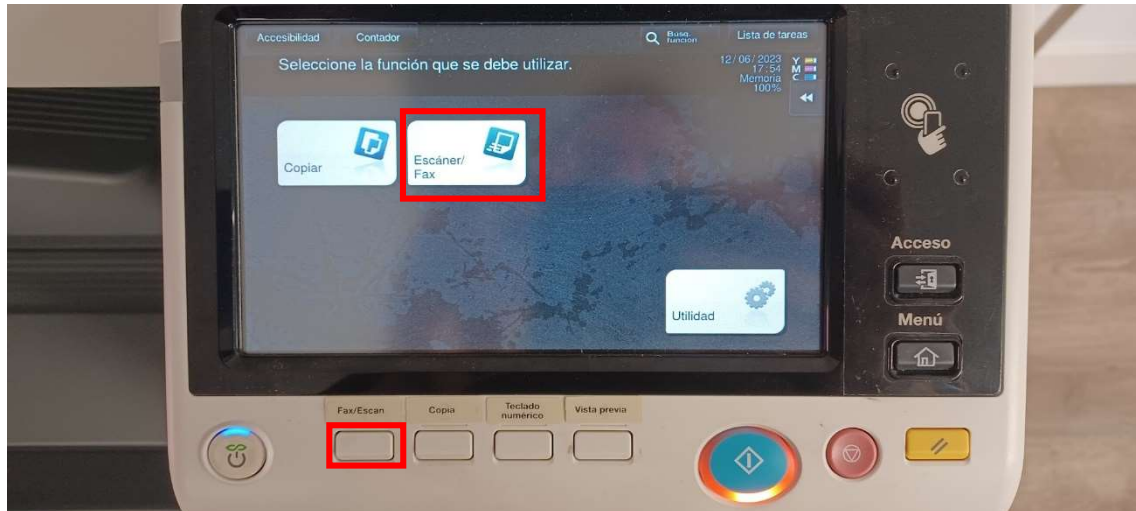 Accesibilidad
Contador
Busq. función
Lista de tareas
Seleccione la función que se debe utilizar.
12/06/2023
17:54
Memoria
100%
Y
M
C
Copiar
Escáner/
Fax
Utilidad
Acceso
Menú
Fax/Escan
Copia
Teclado
numérico
Vista previa